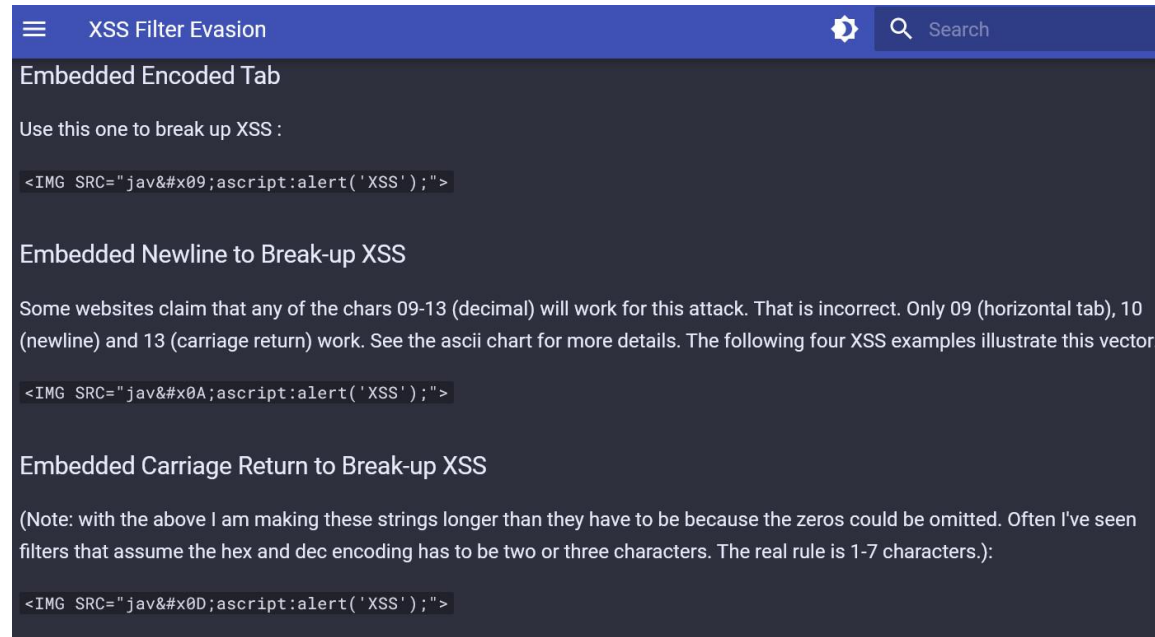 XSS Filter Evasion
Search
Embedded Encoded Tab
Use this one to break up XSS :
<IMG SRC="jav&#x09;ascript:alert('XSS');">
Embedded Newline to Break-up XSS
Some websites claim that any of the chars 09-13 (decimal) will work for this attack. That is incorrect. Only 09 (horizontal tab), 10
(newline) and 13 (carriage return) work. See the ascii chart for more details. The following four XSS examples illustrate this vector
<IMG SRC="jav&#x0A;ascript:alert('XSS');">
Embedded Carriage Return to Break-up XSS
(Note: with the above I am making these strings longer than they have to be because the zeros could be omitted. Often I've seen
filters that assume the hex and dec encoding has to be two or three characters. The real rule is 1-7 characters.):
<IMG SRC="jav&#x0D;ascript:alert('XSS');">